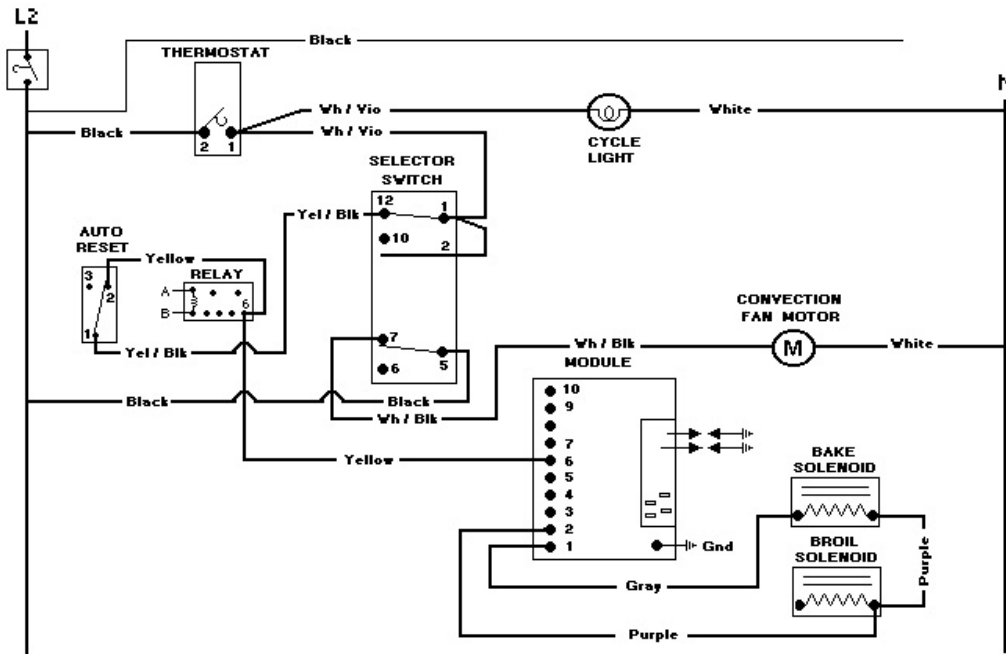 L2
Black
THERMOSTAT
N
Wh / Vio
White
Black
Wh / Vio
2 1
CYCLE
LIGHT
SELECTOR
SWITCH
12
1
Yel / Blk
10
2
AUTO
RESET
Yellow
3
2
RELAY
A
6
B
1
CONVECTION
FAN MOTOR
7
Yel / Blk
5
Wh / Blk
M
White
6
MODULE
Black
Black
10
9
Wh / Blk
7
Yellow
6
BAKE
SOLENOID
5
4
3
2
BROIL
SOLENOID
1
Gnd
Purple
Gray
Purple